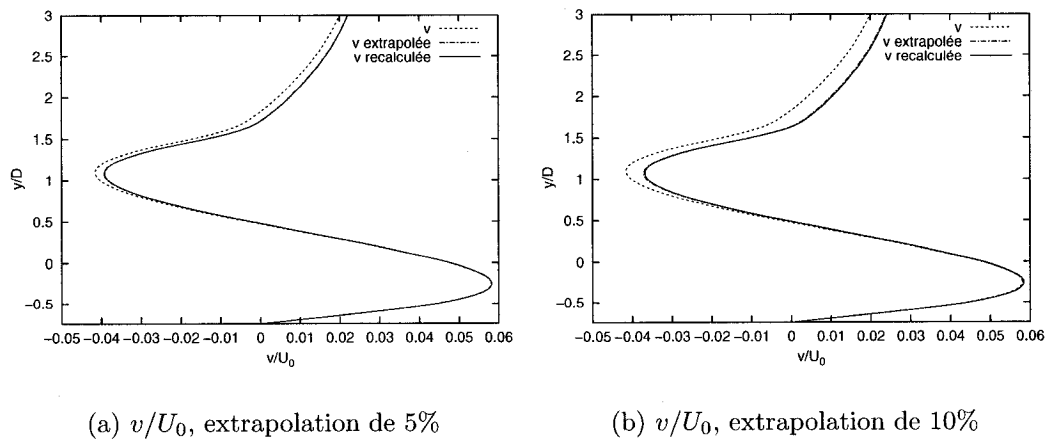 3
2.5
2
1.5
1
0.5
0
−0.5
y/D
v
v extrapolée
v recalculée
−0.05 −0.04 −0.03 −0.02 −0.01 0 0.01 0.02 0.03 0.04 0.05 0.06
v/U₀
(a) v/U₀, extrapolation de 5%
3
2.5
2
1.5
1
0.5
0
−0.5
y/D
v
v extrapolée
v recalculée
−0.05 −0.04 −0.03 −0.02 −0.01 0 0.01 0.02 0.03 0.04 0.05 0.06
v/U₀
(b) v/U₀, extrapolation de 10%